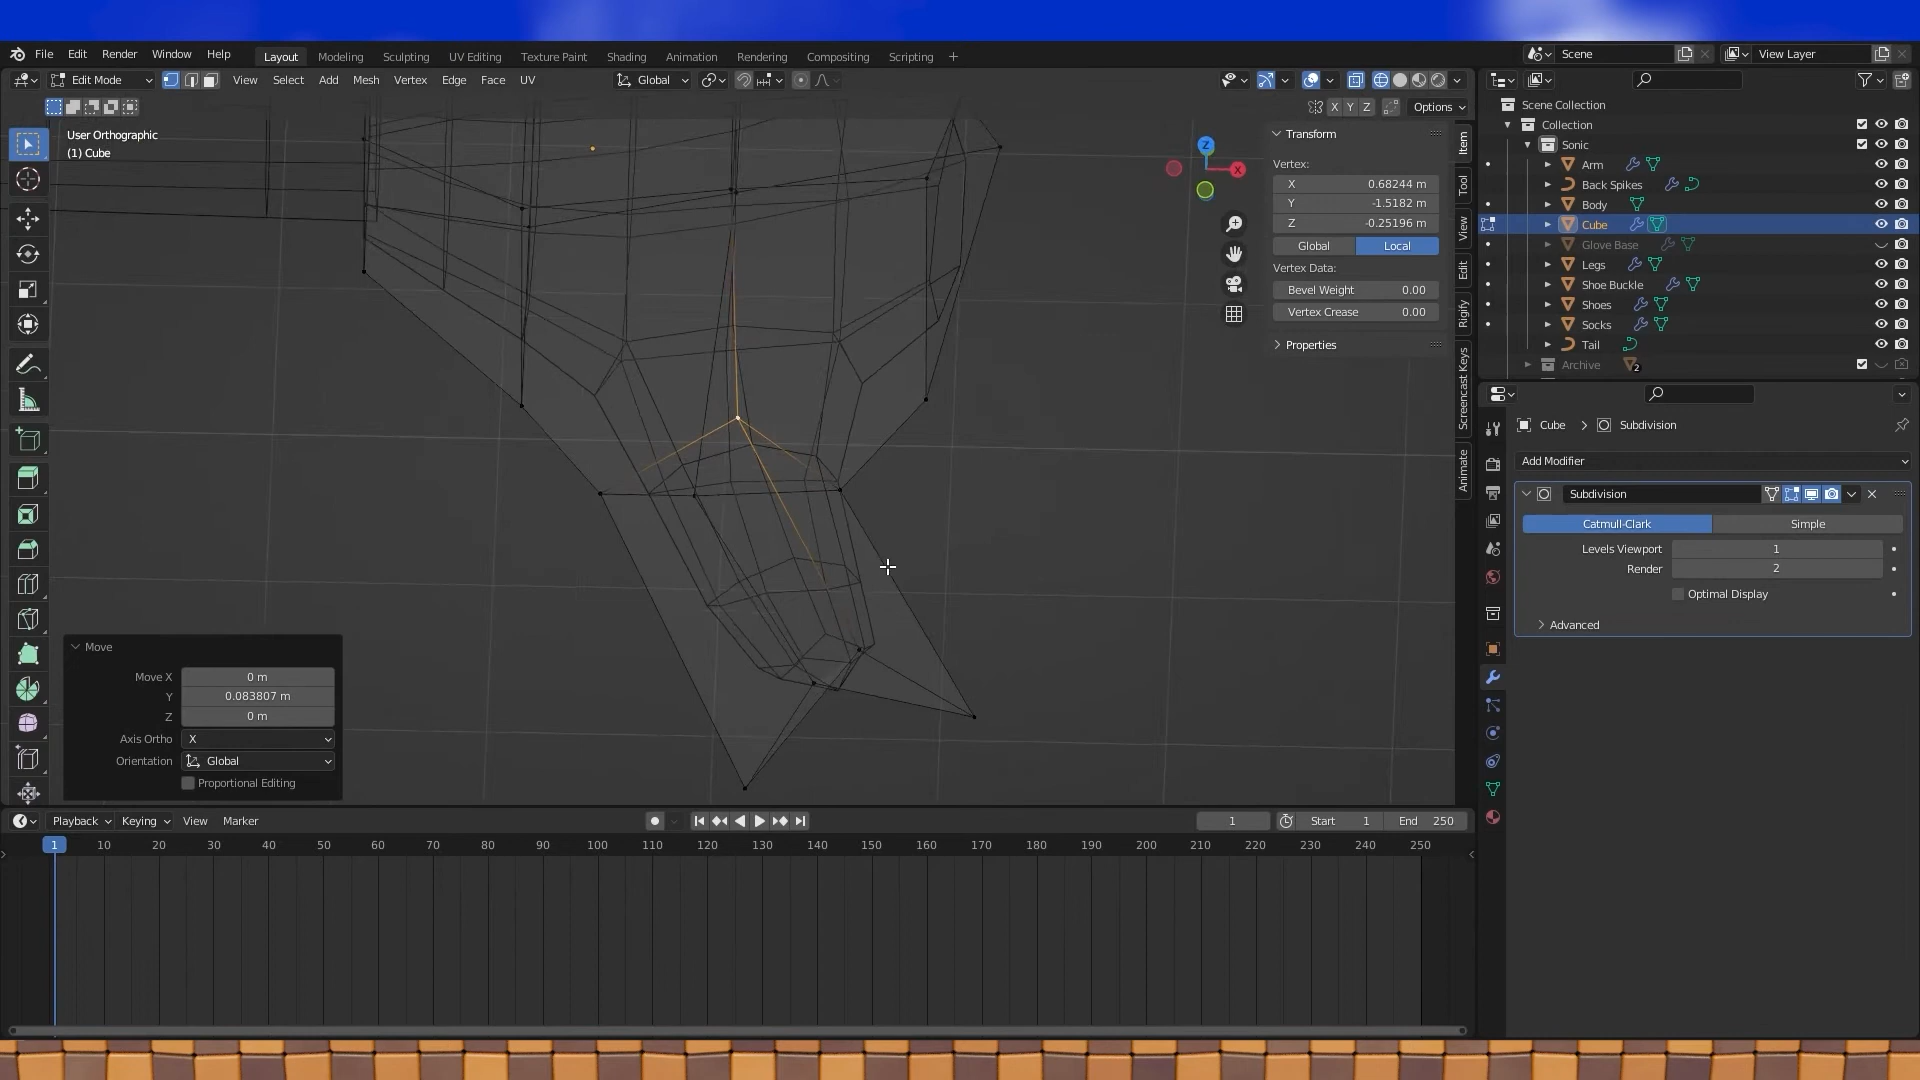 File Edit Render Window Help Layout Modeling Sculpting UV Editing Texture Paint Shading Animation Rendering Compositing Scripting + Scene View Layer
Edit Mode View Select Add Mesh Vertex Edge Face UV Global
X Y Z Options
User Orthographic
(1) Cube
Z
X
Transform
Vertex:
X 0.68244 m
Y -1.5182 m
Z -0.25196 m
Global Local
Vertex Data:
Bevel Weight 0.00
Vertex Crease 0.00
Properties
Item
Tool
View
Edit
Rigify
Screencast Keys
Animate
Scene Collection
Collection
Sonic
Arm
Back Spikes
Body
Cube
Glove Base
Legs
Shoe Buckle
Shoes
Socks
Tail
Archive 2
Cube > Subdivision
Add Modifier
Subdivision
Catmull-Clark Simple
Levels Viewport 1
Render 2
Optimal Display
Advanced
Move
Move X 0 m
Y 0.083807 m
Z 0 m
Axis Ortho X
Orientation Global
Proportional Editing
Playback Keying View Marker 1 Start 1 End 250
1 10 20 30 40 50 60 70 80 90 100 110 120 130 140 150 160 170 180 190 200 210 220 230 240 250